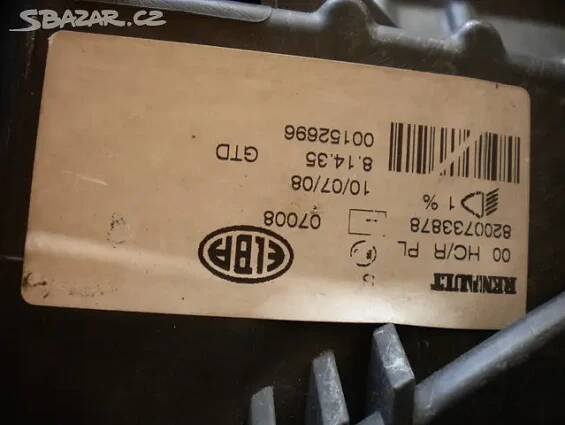 SBAZAR.CZ
RENAULT
00 HC/R PL
8200733878
1 %
S
07008
10/07/08
8.14.35
00152696
GTD
ELBA